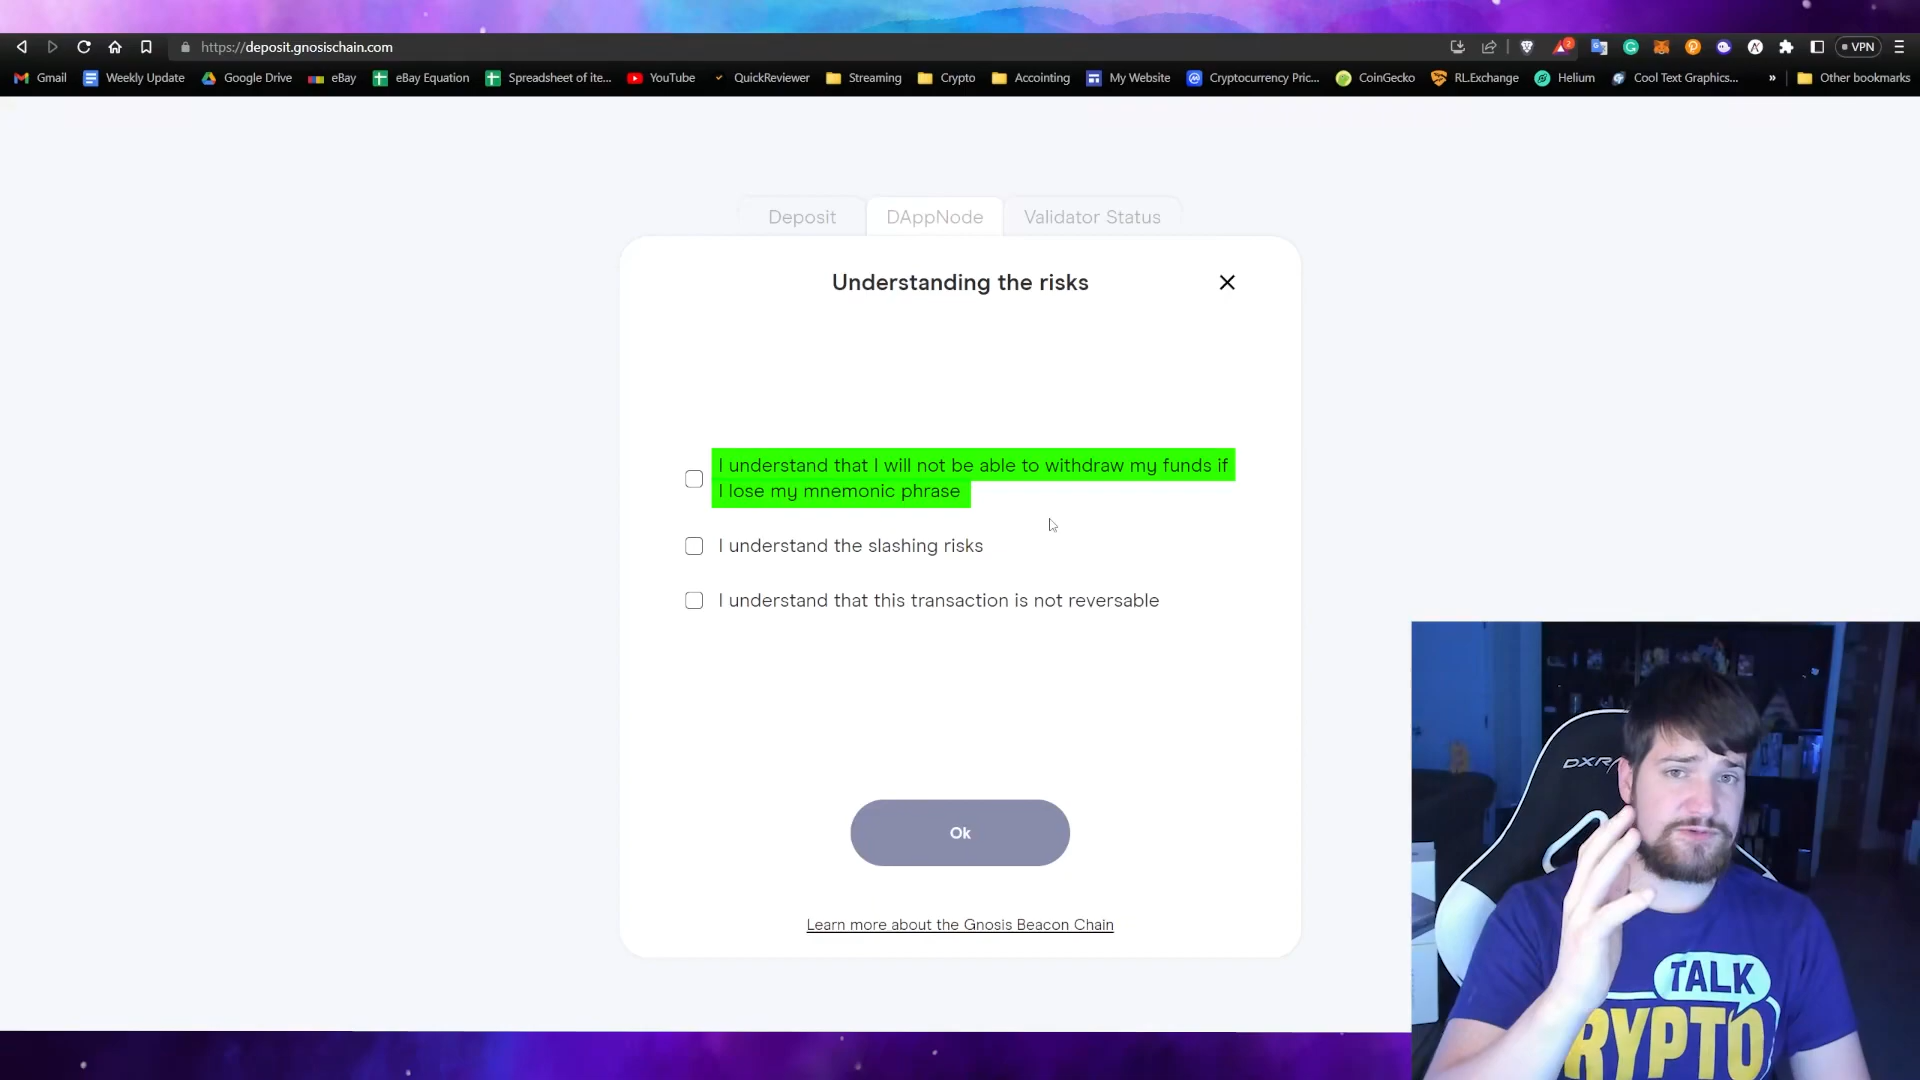 https://deposit.gnosischain.com
VPN
Gmail
Weekly Update
Google Drive
eBay
eBay Equation
Spreadsheet of ite...
YouTube
QuickReviewer
Streaming
Crypto
Accointing
My Website
Cryptocurrency Pric...
CoinGecko
RL.Exchange
Helium
Cool Text Graphics...
»
Other bookmarks
Deposit
DAppNode
Validator Status
Understanding the risks
I understand that I will not be able to withdraw my funds if
I lose my mnemonic phrase
I understand the slashing risks
I understand that this transaction is not reversable
Ok
Learn more about the Gnosis Beacon Chain
TALK
CRYPTO